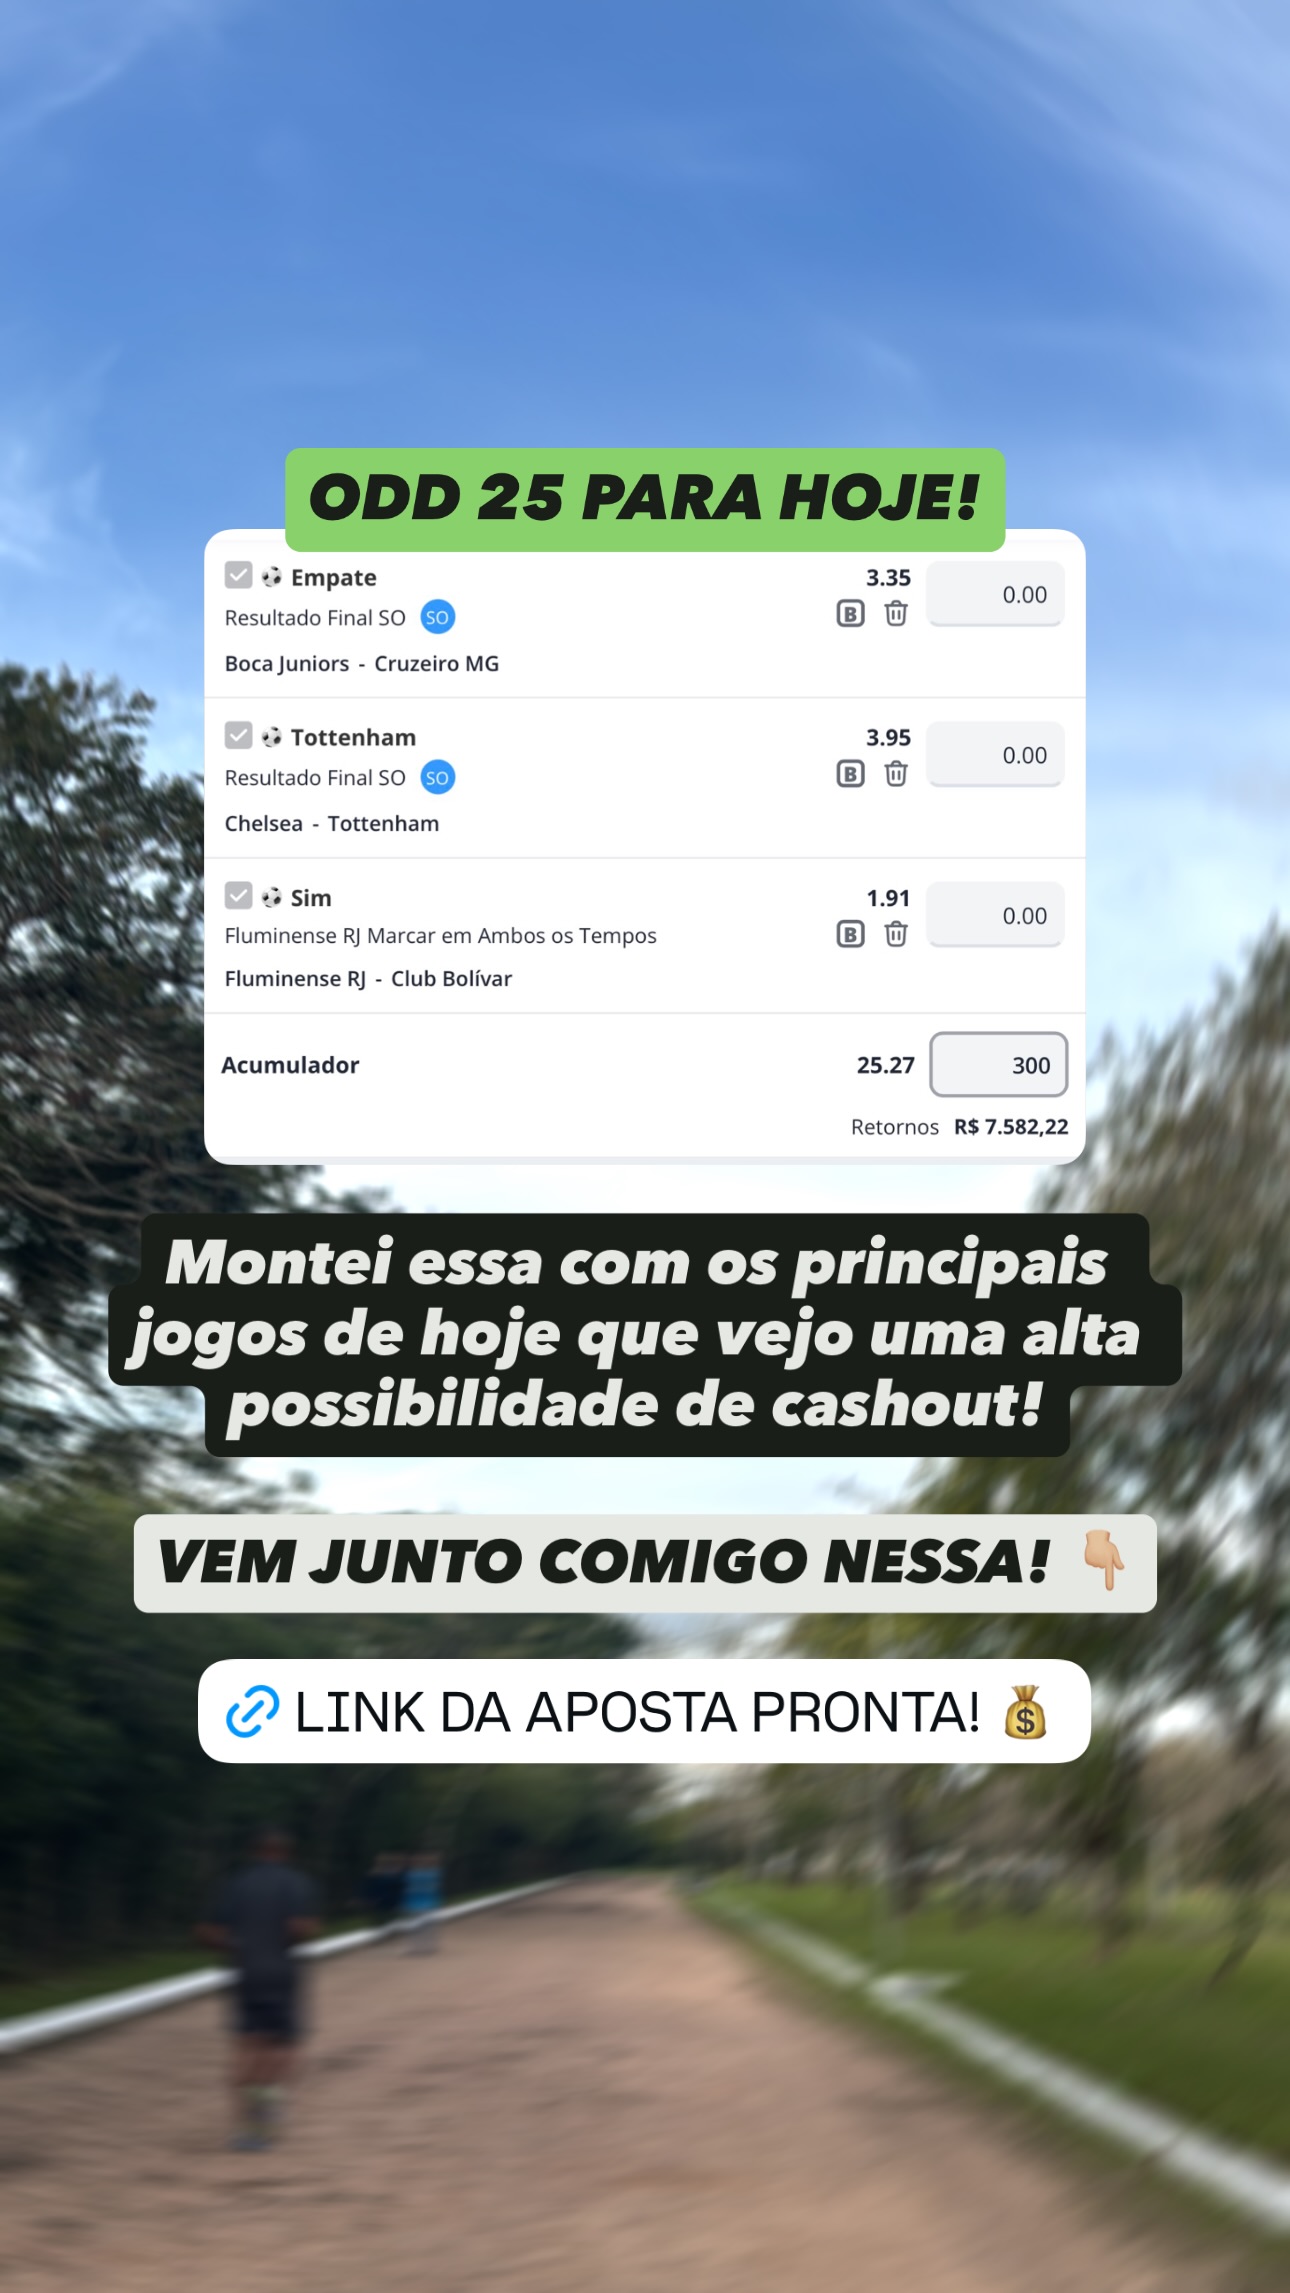 ODD 25 PARA HOJE!
Empate 3.35 0.00
Resultado Final SO SO B
Boca Juniors - Cruzeiro MG
Tottenham 3.95 0.00
Resultado Final SO SO B
Chelsea - Tottenham
Sim 1.91 0.00
Fluminense RJ Marcar em Ambos os Tempos B
Fluminense RJ - Club Bolívar
Acumulador 25.27 300
Retornos R$ 7.582,22
Montei essa com os principais
jogos de hoje que vejo uma alta
possibilidade de cashout!
VEM JUNTO COMIGO NESSA! 👇🏼
LINK DA APOSTA PRONTA! 💰